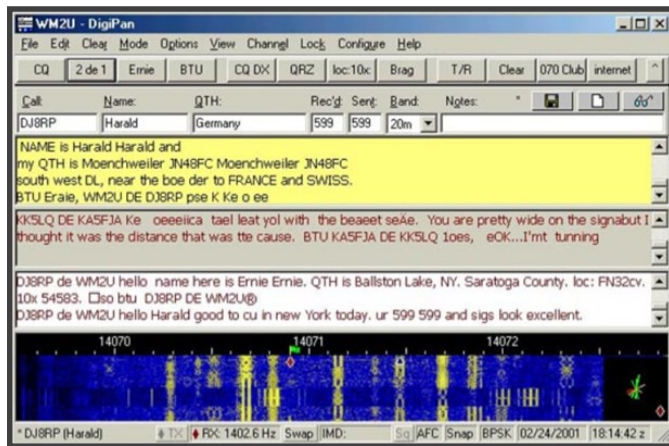 WM2U - DigiPan
File Edit Clear Mode Options View Channel Lock Configure Help
CQ 2 de 1 Ernie BTU CQ DX QRZ loc:10x Brag T/R Clear 070 Club internet ^
Call: Name: QTH: Rec'd: Sent: Band: Notes: *
DJ8RP Harald Germany 599 599 20m
NAME is Harald Harald and
my QTH is Moenchweiler JN48FC Moenchweiler JN48FC
south west DL, near the boe der to FRANCE and SWISS.
BTU Eraie, WM2U DE DJ8RP pse K Ke o ee
KK5LQ DE KA5FJA Ke oeeeiica tael leat yol with the beaeet seÄe. You are pretty wide on the signabut I
thought it was the distance that was tte cause. BTU KA5FJA DE KK5LQ 1oes, eOK...I'mt tunning
DJ8RP de WM2U hello name here is Ernie Ernie. QTH is Ballston Lake, NY. Saratoga County. loc: FN32cv.
10x 54583. □so btu DJ8RP DE WM2U®
DJ8RP de WM2U hello Harald good to cu in new York today. ur 599 599 and sigs look excellent.
14070 14071 14072
* DJ8RP (Harald) TX RX: 1402.6 Hz Swap IMD: Sq AFC Snap BPSK 02/24/2001 18:14:42 z